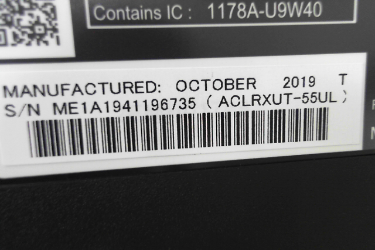 Contains IC : 1178A-U9W40
MANUFACTURED: OCTOBER 2019 T
S/N ME1A1941196735 ( ACLRXUT-55UL )